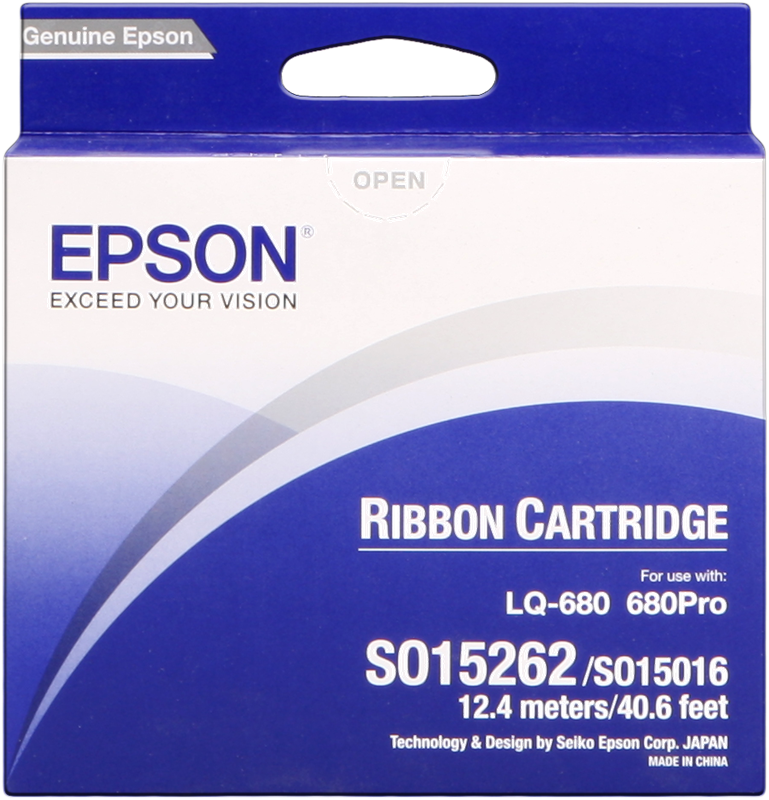 Genuine Epson
OPEN
EPSON®
EXCEED YOUR VISION
RIBBON CARTRIDGE
For use with:
LQ-680 680Pro
S015262/S015016
12.4 meters/40.6 feet
Technology & Design by Seiko Epson Corp. JAPAN
MADE IN CHINA